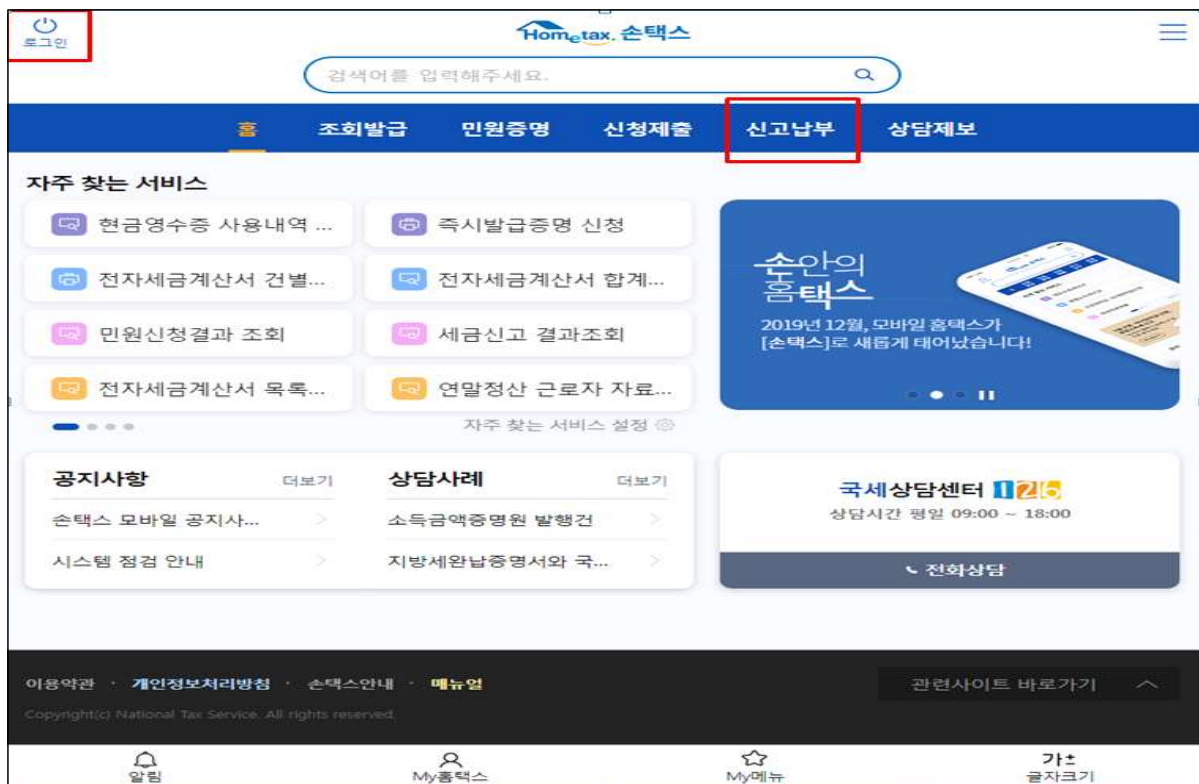 로그인
Hometax. 손택스
검색어를 입력해주세요.
홈 조회발급 민원증명 신청제출 신고납부 상담제보
자주 찾는 서비스
현금영수증 사용내역 ...
즉시발급증명 신청
전자세금계산서 건별...
전자세금계산서 합계...
민원신청결과 조회
세금신고 결과조회
전자세금계산서 목록...
연말정산 근로자 자료...
자주 찾는 서비스 설정
손안의
홈택스
2019년 12월, 모바일 홈택스가
[손택스]로 새롭게 태어났습니다!
공지사항 더보기
손택스 모바일 공지사...
시스템 점검 안내
상담사례 더보기
소득금액증명원 발행건
지방세완납증명서와 국...
국세상담센터 126
상담시간 평일 09:00 ~ 18:00
전화상담
이용약관 · 개인정보처리방침 · 손택스안내 · 매뉴얼
관련사이트 바로가기
Copyright(c) National Tax Service. All rights reserved.
알림
My홈택스
My메뉴
가±
글자크기